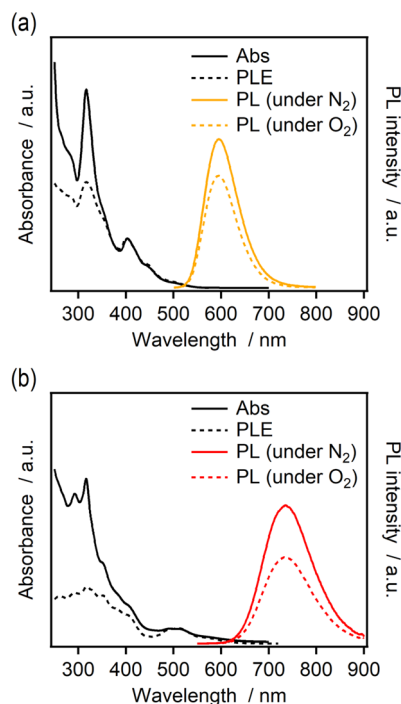 (a)
Abs
PLE
PL (under N2)
PL (under O2)
Absorbance / a.u.
PL intensity / a.u.
300 400 500 600 700 800 900
Wavelength / nm
(b)
Abs
PLE
PL (under N2)
PL (under O2)
Absorbance / a.u.
PL intensity / a.u.
300 400 500 600 700 800 900
Wavelength / nm